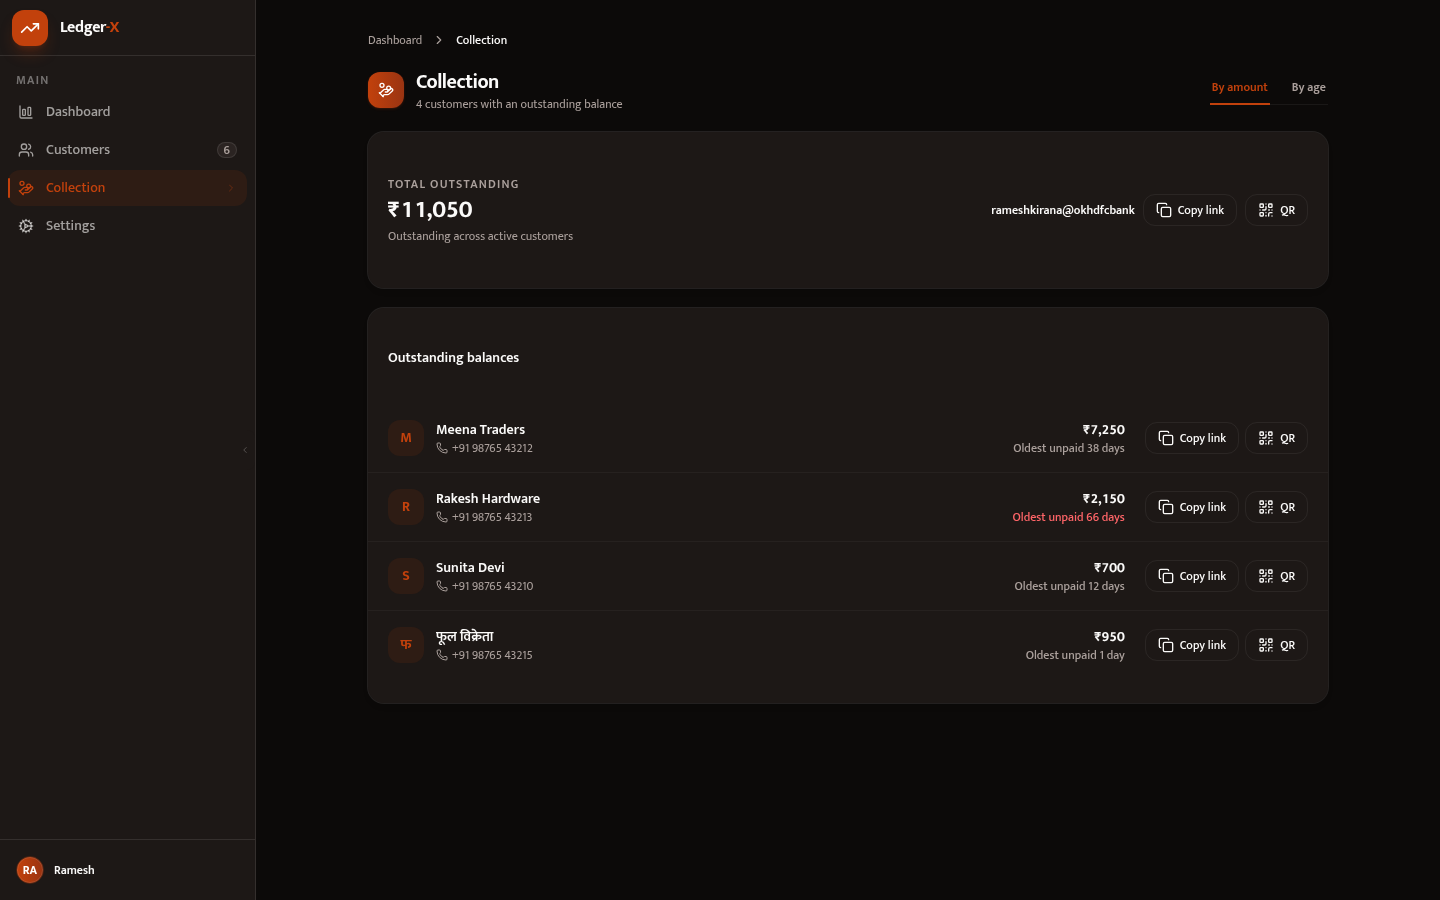 Ledger-X
MAIN
Dashboard
Customers 6
Collection
Settings
RA Ramesh
Dashboard > Collection
Collection
4 customers with an outstanding balance
By amount By age
TOTAL OUTSTANDING
₹11,050
Outstanding across active customers
rameshkirana@okhdfcbank Copy link QR
Outstanding balances
M Meena Traders ₹7,250
+91 98765 43212 Oldest unpaid 38 days Copy link QR
R Rakesh Hardware ₹2,150
+91 98765 43213 Oldest unpaid 66 days Copy link QR
S Sunita Devi ₹700
+91 98765 43210 Oldest unpaid 12 days Copy link QR
फ फूल विक्रेता ₹950
+91 98765 43215 Oldest unpaid 1 day Copy link QR